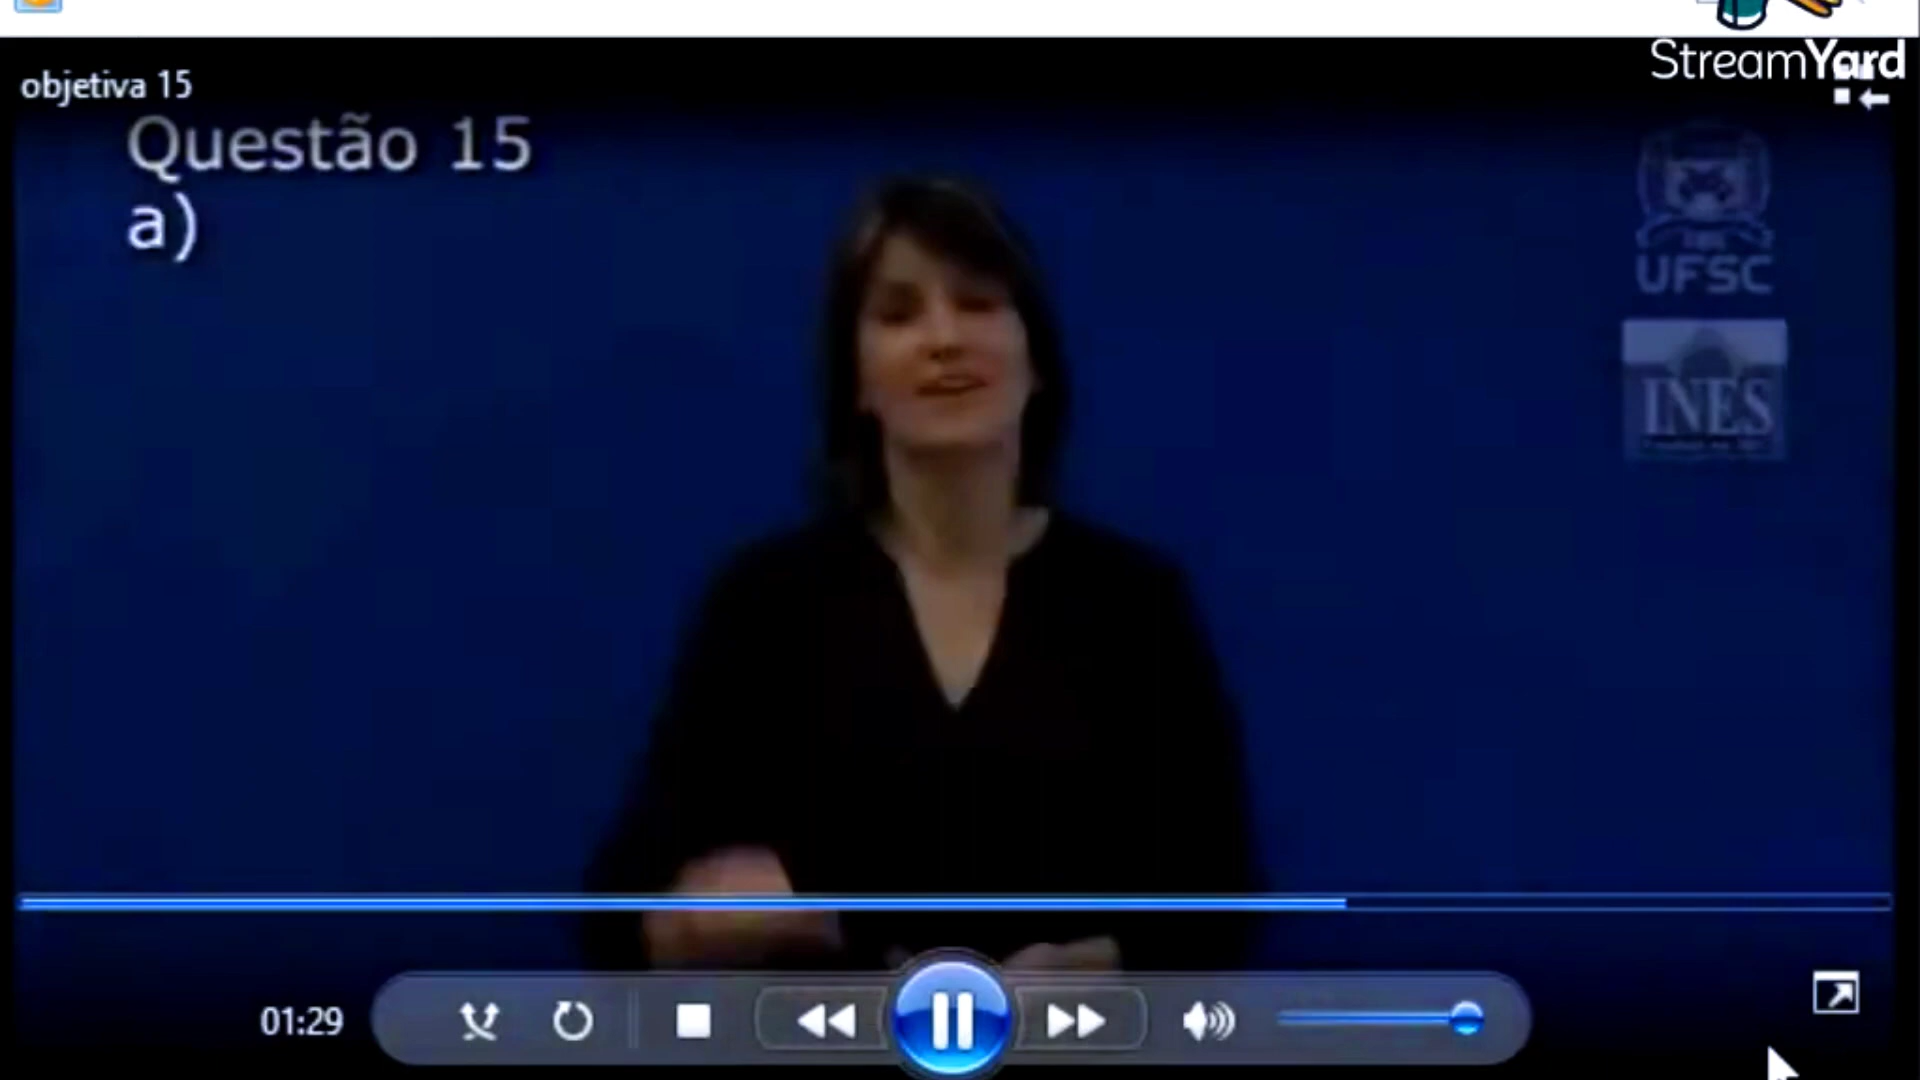 StreamYard
objetiva 15
Questão 15
a)
UFSC
INES
01:29